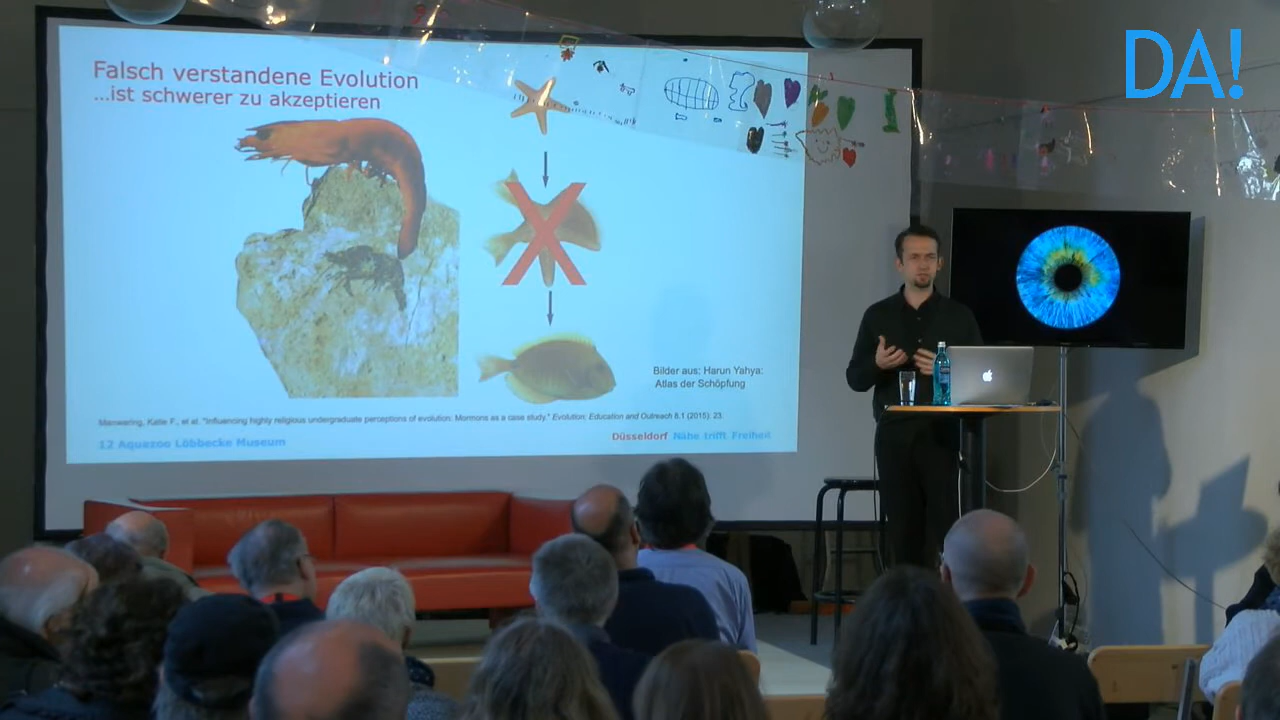 DA!
Falsch verstandene Evolution
...ist schwerer zu akzeptieren
Bilder aus: Harun Yahya:
Atlas der Schöpfung
Manwaring, Katie F., et al. "Influencing highly religious undergraduate perceptions of evolution: Mormons as a case study." Evolution: Education and Outreach 8.1 (2015): 23.
12 Aquazoo Löbbecke Museum
Düsseldorf Nähe trifft Freiheit